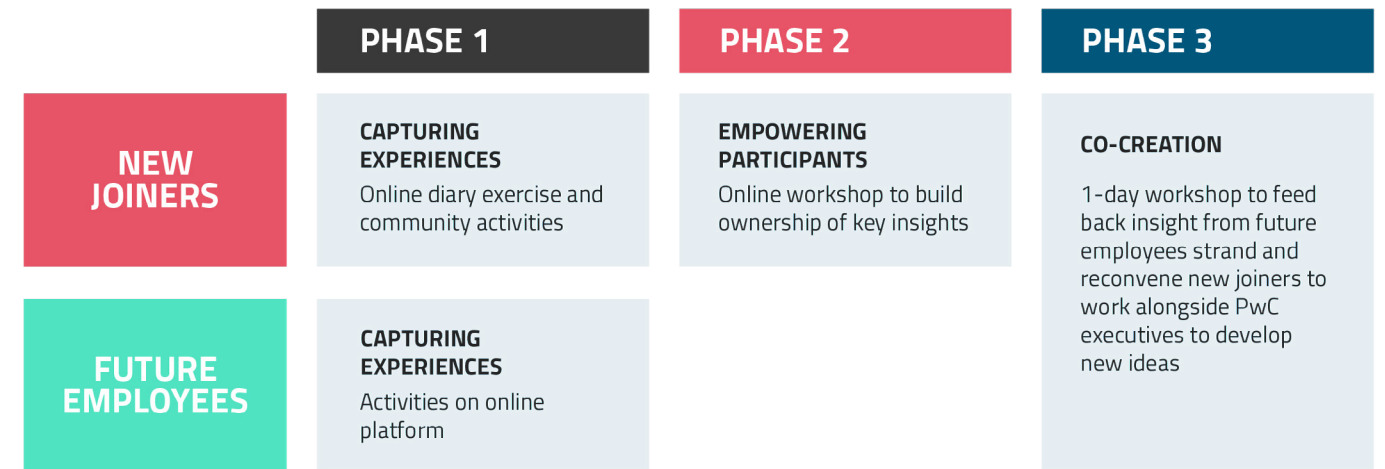 PHASE 1
PHASE 2
PHASE 3
NEW
JOINERS
CAPTURING
EXPERIENCES
Online diary exercise and
community activities
EMPOWERING
PARTICIPANTS
Online workshop to build
ownership of key insights
CO-CREATION
1-day workshop to feed
back insight from future
employees strand and
reconvene new joiners to
work alongside PwC
executives to develop
new ideas
FUTURE
EMPLOYEES
CAPTURING
EXPERIENCES
Activities on online
platform